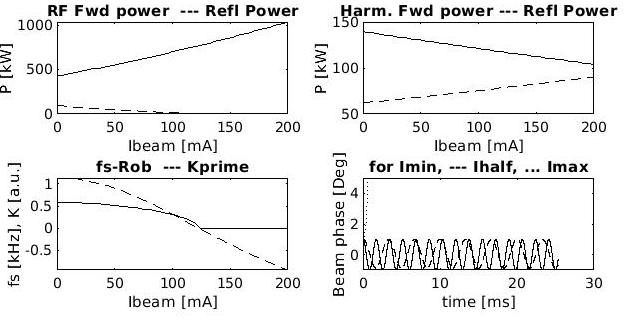 RF Fwd power --- Refl Power
P [kW]
1000
500
0
0 50 100 150 200
Ibeam [mA]
Harm. Fwd power --- Refl Power
P [kW]
150
100
50
0 50 100 150 200
Ibeam [mA]
fs-Rob --- Kprime
fs [kHz], K [a.u.]
1
0.5
0
-0.5
0 50 100 150 200
Ibeam [mA]
for Imin, --- Ihalf, ... Imax
Beam phase [Deg]
4
2
0
0 10 20 30
time [ms]